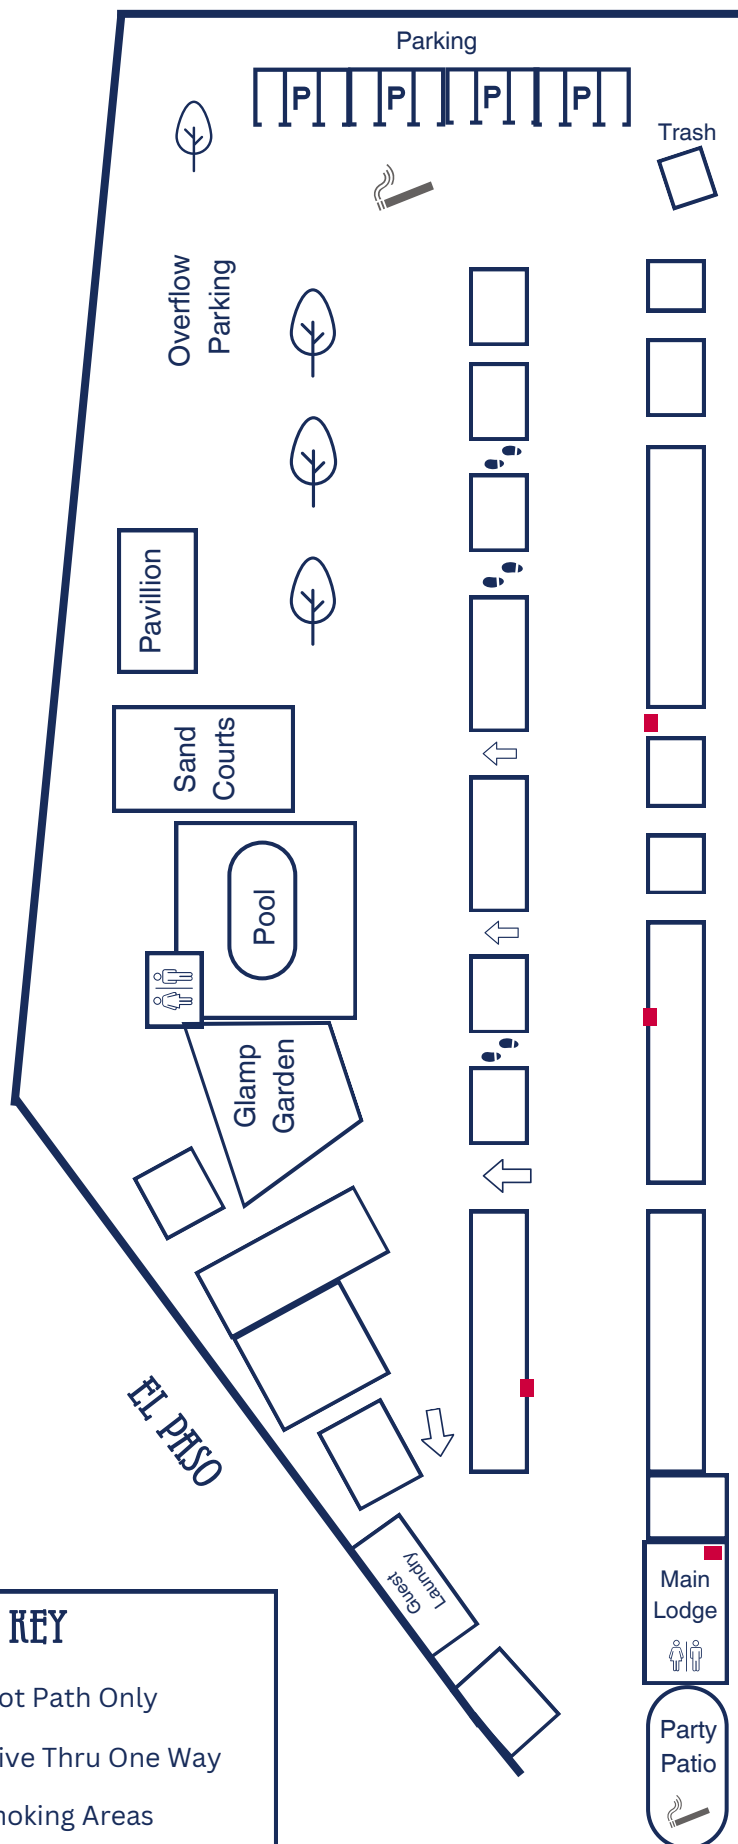 Parking
P
P
P
P
Trash
Overflow
Parking
Pavillion
Sand
Courts
Pool
Glamp
Garden
EL PASO
Guest
Laundry
Main
Lodge
Party
Patio
KEY
ot Path Only
ive Thru One Way
noking Areas